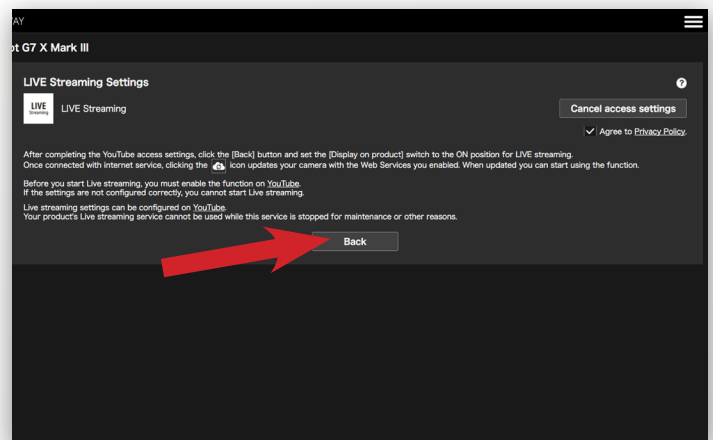 AY
ot G7 X Mark III
LIVE Streaming Settings
?
LIVE
Streaming
LIVE Streaming
Cancel access settings
Agree to Privacy Policy.
After completing the YouTube access settings, click the [Back] button and set the [Display on product] switch to the ON position for LIVE streaming.
Once connected with internet service, clicking the icon updates your camera with the Web Services you enabled. When updated you can start using the function.
Before you start Live streaming, you must enable the function on YouTube.
If the settings are not configured correctly, you cannot start Live streaming.
Live streaming settings can be configured on YouTube.
Your product's Live streaming service cannot be used while this service is stopped for maintenance or other reasons.
Back